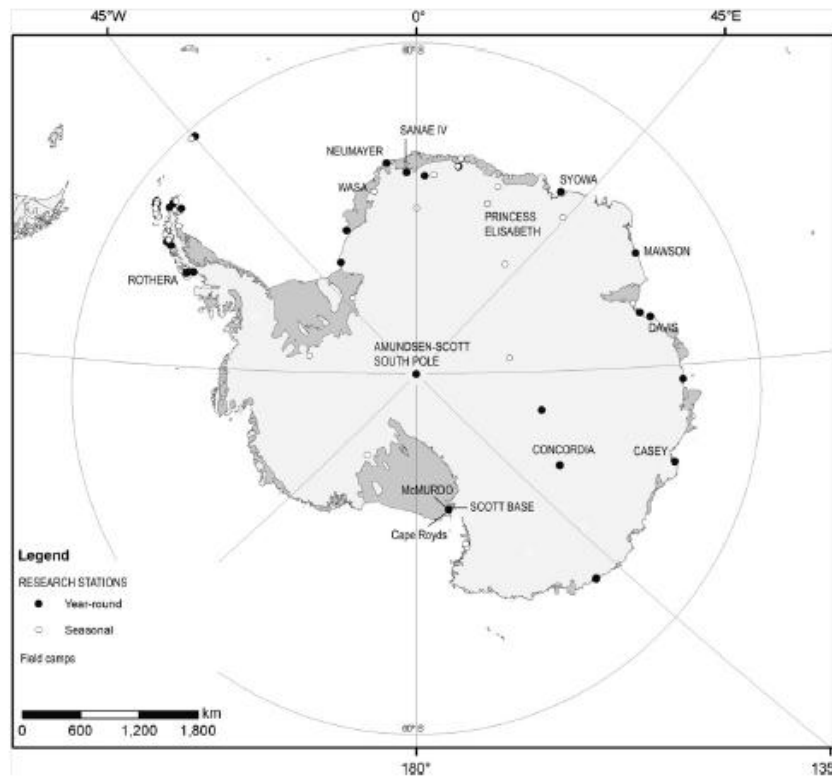 45°W
0°
45°E
60°S
SANAE IV
NEUMAYER
WASA
SYOWA
PRINCESS
ELISABETH
MAWSON
ROTHERA
DAVIS
AMUNDSEN-SCOTT
SOUTH POLE
CONCORDIA
CASEY
McMURDO
SCOTT BASE
Cape Royds
Legend
RESEARCH STATIONS
Year-round
Seasonal
Field camps
km
0 600 1,200 1,800
60°S
180°
135